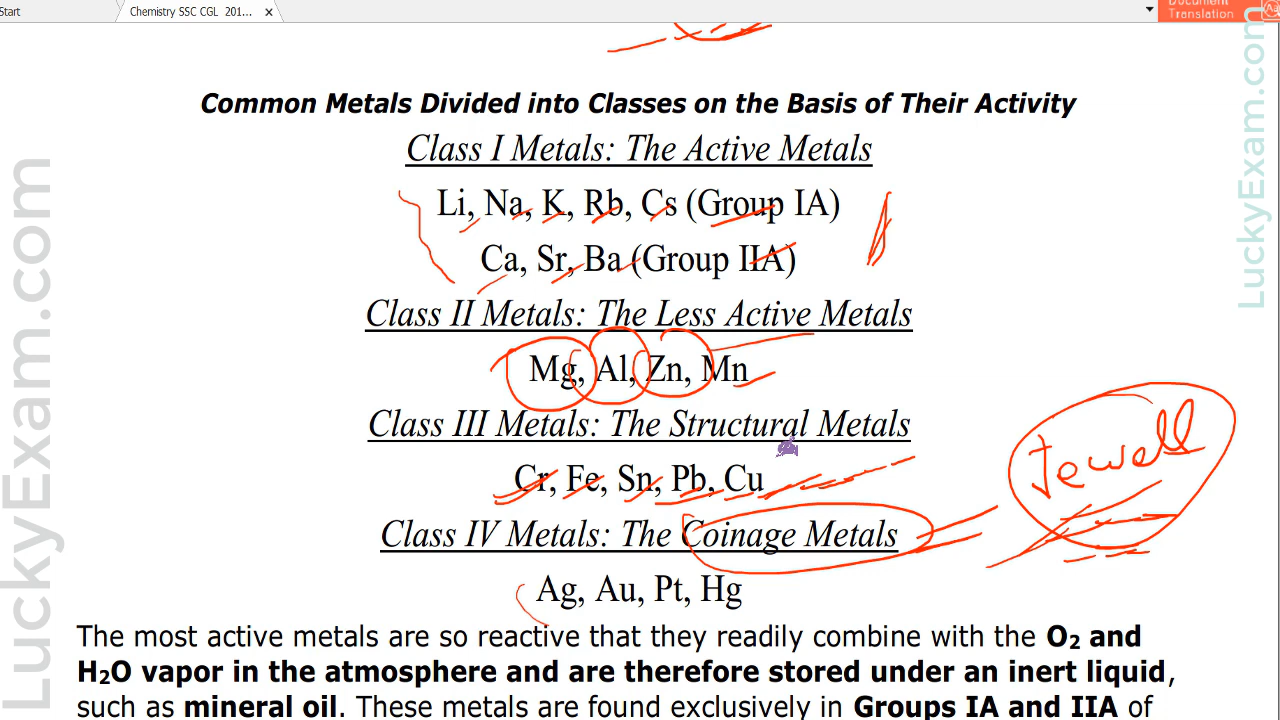 Start
Chemistry SSC CGL 201... ×
Document
Translation
Common Metals Divided into Classes on the Basis of Their Activity
Class I Metals: The Active Metals
Li, Na, K, Rb, Cs (Group IA)
Ca, Sr, Ba (Group IIA)
Class II Metals: The Less Active Metals
Mg, Al, Zn, Mn
Class III Metals: The Structural Metals
Cr, Fe, Sn, Pb, Cu
Jewell
Class IV Metals: The Coinage Metals
Ag, Au, Pt, Hg
The most active metals are so reactive that they readily combine with the O₂ and
H₂O vapor in the atmosphere and are therefore stored under an inert liquid,
such as mineral oil. These metals are found exclusively in Groups IA and IIA of
LuckyExam.com
LuckyExam.com